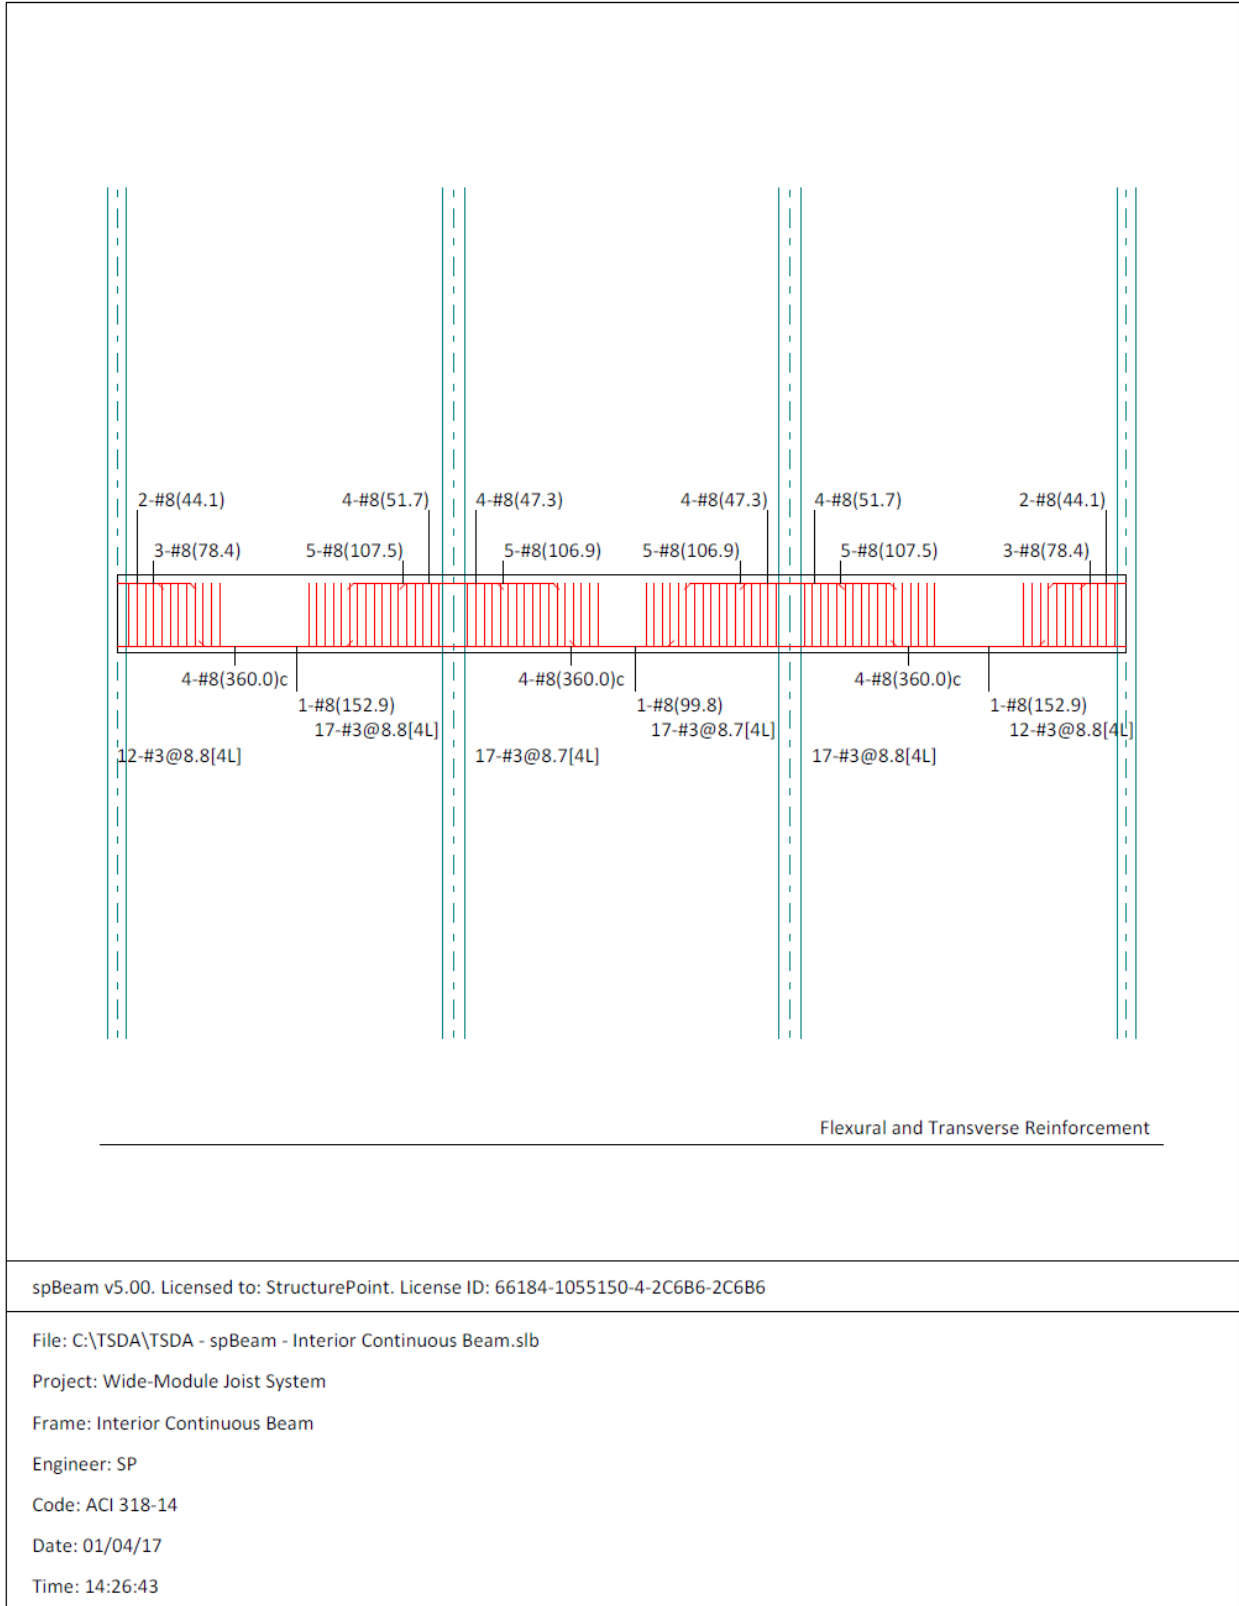 2-#8(44.1) 4-#8(51.7) 4-#8(47.3) 4-#8(47.3) 4-#8(51.7) 2-#8(44.1)
3-#8(78.4) 5-#8(107.5) 5-#8(106.9) 5-#8(106.9) 5-#8(107.5) 3-#8(78.4)
4-#8(360.0)c 4-#8(360.0)c 4-#8(360.0)c
1-#8(152.9) 1-#8(99.8) 1-#8(152.9)
17-#3@8.8[4L] 17-#3@8.7[4L] 12-#3@8.8[4L]
12-#3@8.8[4L] 17-#3@8.7[4L] 17-#3@8.8[4L]
Flexural and Transverse Reinforcement
spBeam v5.00. Licensed to: StructurePoint. License ID: 66184-1055150-4-2C6B6-2C6B6
File: C:\TSDA\TSDA - spBeam - Interior Continuous Beam.slb
Project: Wide-Module Joist System
Frame: Interior Continuous Beam
Engineer: SP
Code: ACI 318-14
Date: 01/04/17
Time: 14:26:43